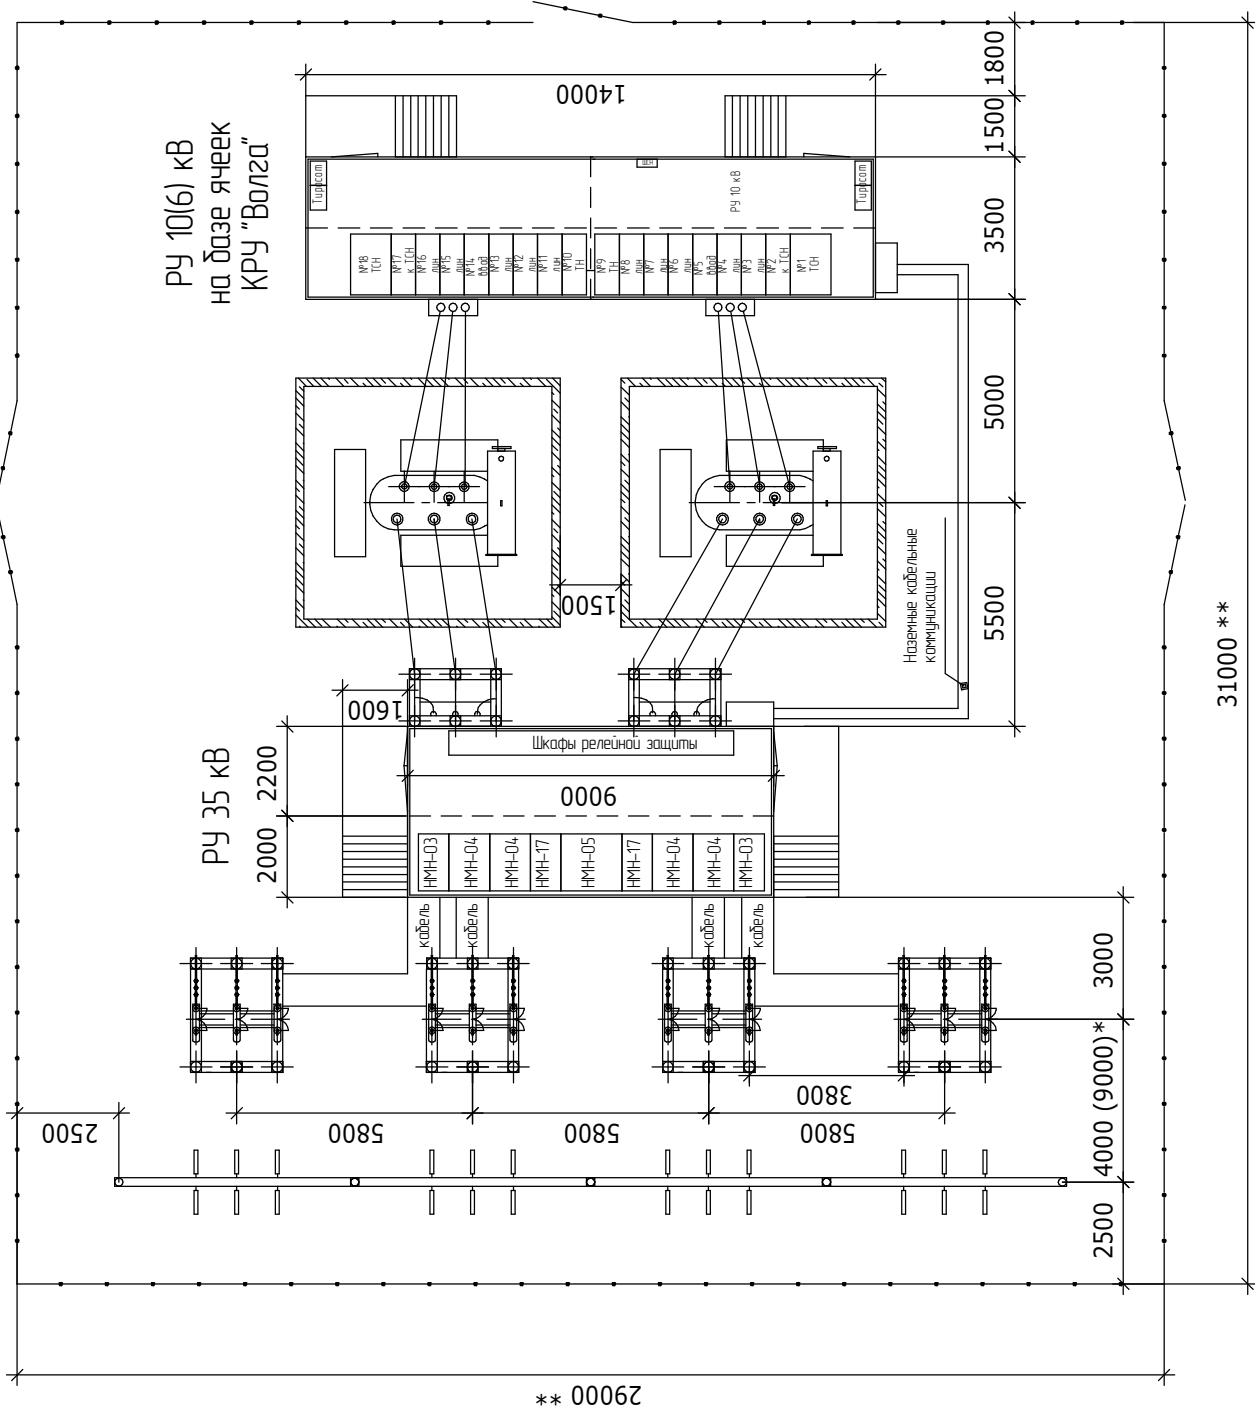 РУ 10(6) кВ
на базе ячеек
КРУ "Волга"
14000
1800
1500
3500
5000
5500
1500
Тирасот
Тирасот
ЩСН
РУ 10 кВ
№18
ТСН
№17
к ТСН
№16
лин
№15
лин
№14
ввод
№13
лин
№12
лин
№11
лин
№10
ТН
№9
ТН
№8
лин
№7
лин
№6
лин
№5
ввод
№4
лин
№3
лин
№2
к ТСН
№1
ТСН
Наземные кабельные
коммуникации
31000 **
РУ 35 кВ
1600
2200
2000
9000
Шкафы релейной защиты
НМН-03
НМН-04
НМН-04
НМН-17
НМН-05
НМН-17
НМН-04
НМН-04
НМН-03
кабель
кабель
кабель
кабель
3000
4000 (9000)*
2500
3800
2500
5800
5800
5800
29000 **